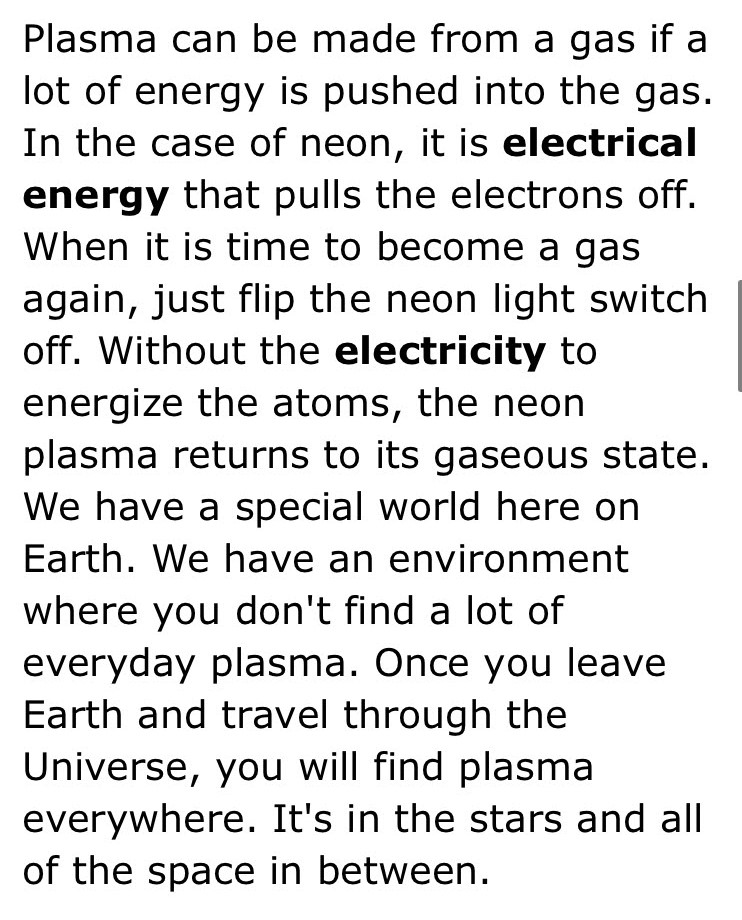 Plasma can be made from a gas if a
lot of energy is pushed into the gas.
In the case of neon, it is electrical
energy that pulls the electrons off.
When it is time to become a gas
again, just flip the neon light switch
off. Without the electricity to
energize the atoms, the neon
plasma returns to its gaseous state.
We have a special world here on
Earth. We have an environment
where you don't find a lot of
everyday plasma. Once you leave
Earth and travel through the
Universe, you will find plasma
everywhere. It's in the stars and all
of the space in between.